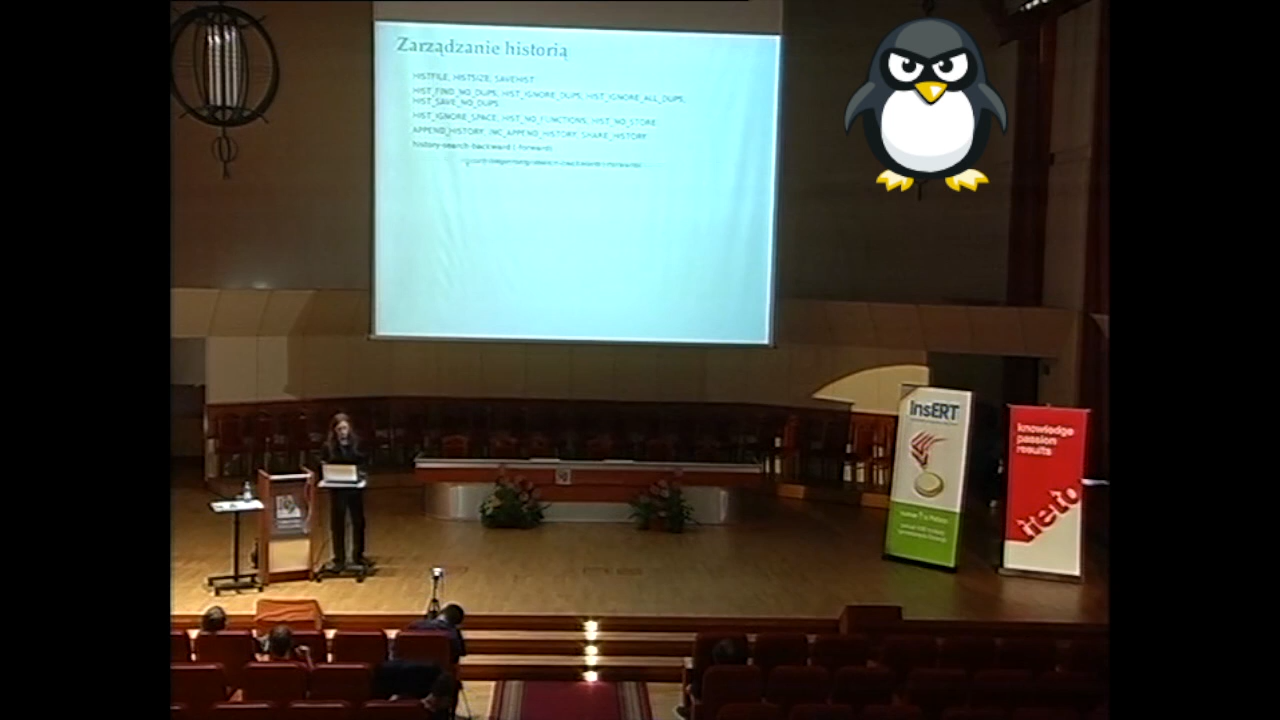 Zarządzanie historią
HISTFILE, HISTSIZE, SAVEHIST
HIST_FIND_NO_DUPS, HIST_IGNORE_DUPS, HIST_IGNORE_ALL_DUPS,
HIST_SAVE_NO_DUPS
HIST_IGNORE_SPACE, HIST_NO_FUNCTIONS, HIST_NO_STORE
APPEND_HISTORY, INC_APPEND_HISTORY, SHARE_HISTORY
history-search-backward (-forward)
InsERT
knowledge
passion
results
tieto